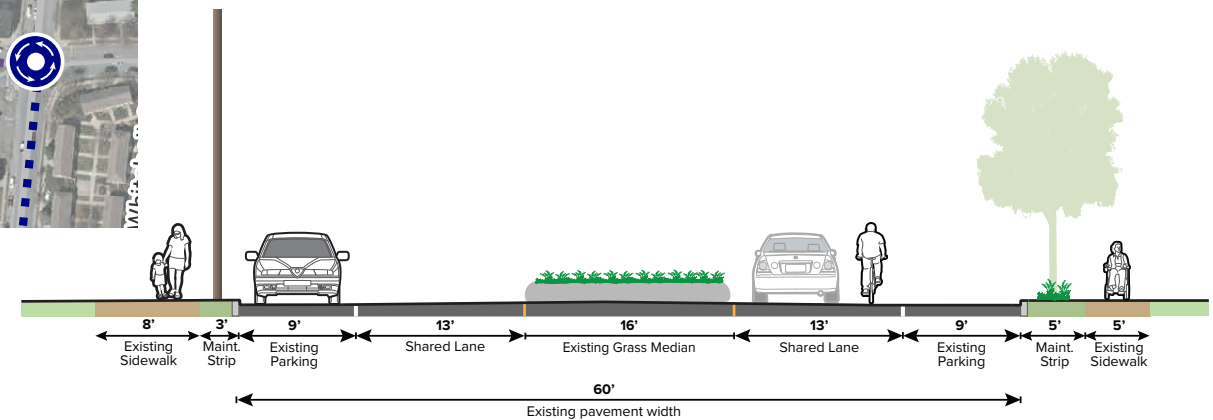 8’
Existing
Sidewalk
3’
Maint.
Strip
9’
Existing
Parking
13’
Shared Lane
16’
Existing Grass Median
13’
Shared Lane
9’
Existing
Parking
5’
Maint.
Strip
5’
Existing
Sidewalk
60’
Existing pavement width